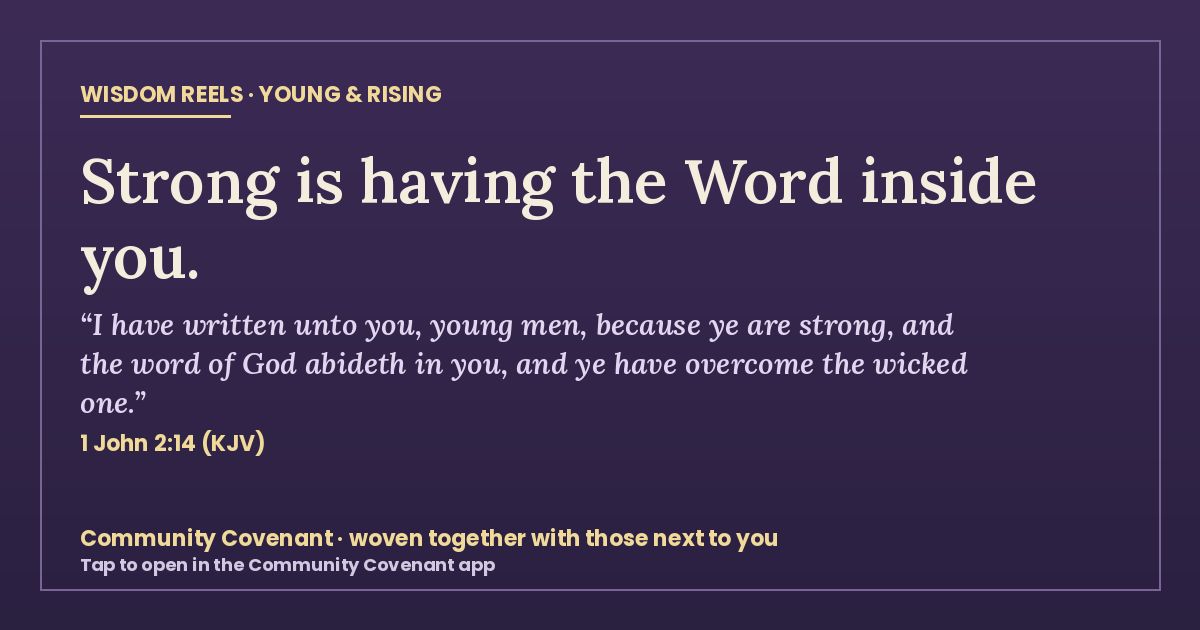 WISDOM REELS · YOUNG & RISING
Strong is having the Word inside
you.
“I have written unto you, young men, because ye are strong, and
the word of God abideth in you, and ye have overcome the wicked
one.”
1 John 2:14 (KJV)
Community Covenant · woven together with those next to you
Tap to open in the Community Covenant app